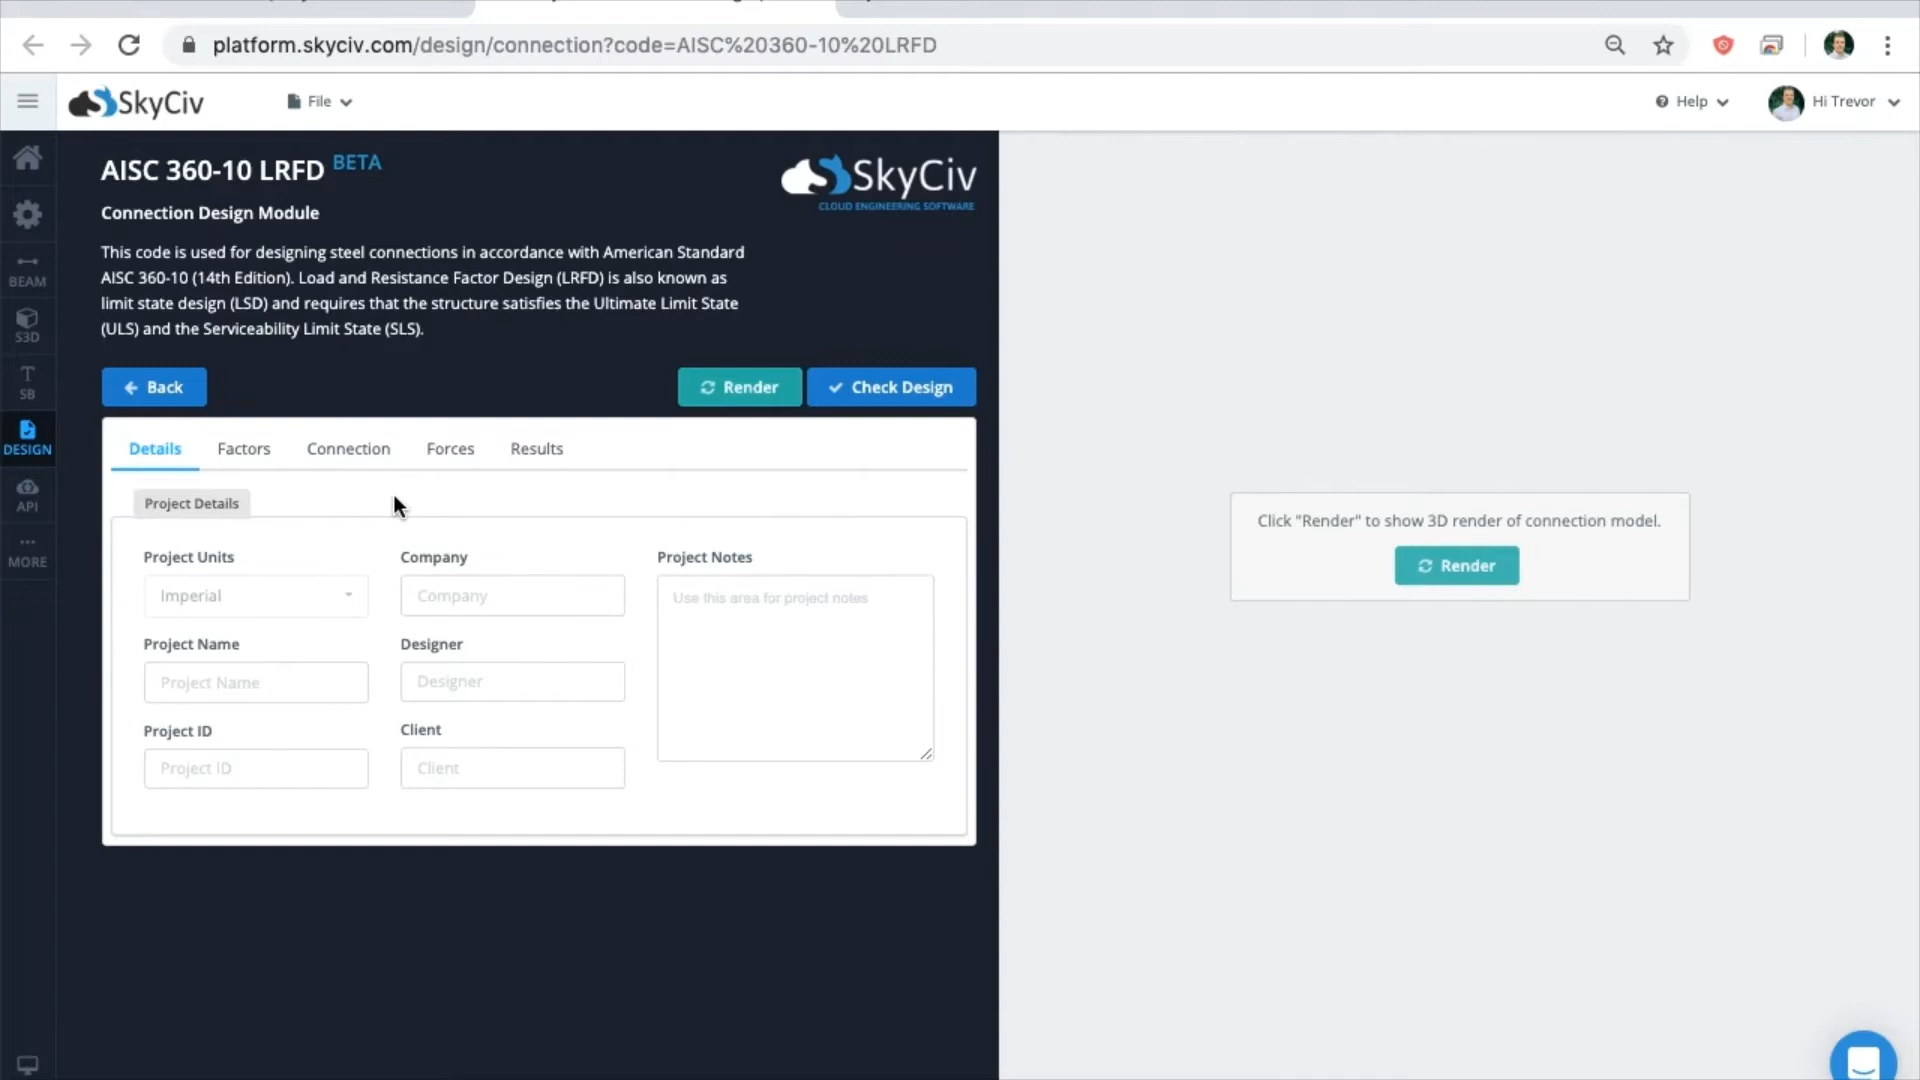 platform.skyciv.com/design/connection?code=AISC%20360-10%20LRFD
SkyCiv
File
Help
Hi Trevor
AISC 360-10 LRFD BETA
SkyCiv
CLOUD ENGINEERING SOFTWARE
Connection Design Module
This code is used for designing steel connections in accordance with American Standard
AISC 360-10 (14th Edition). Load and Resistance Factor Design (LRFD) is also known as
limit state design (LSD) and requires that the structure satisfies the Ultimate Limit State
(ULS) and the Serviceability Limit State (SLS).
BEAM
S3D
T
SB
DESIGN
API
MORE
Back
Render
Check Design
Details
Factors
Connection
Forces
Results
Project Details
Project Units
Imperial
Company
Company
Project Notes
Use this area for project notes
Project Name
Project Name
Designer
Designer
Project ID
Project ID
Client
Client
Click "Render" to show 3D render of connection model.
Render